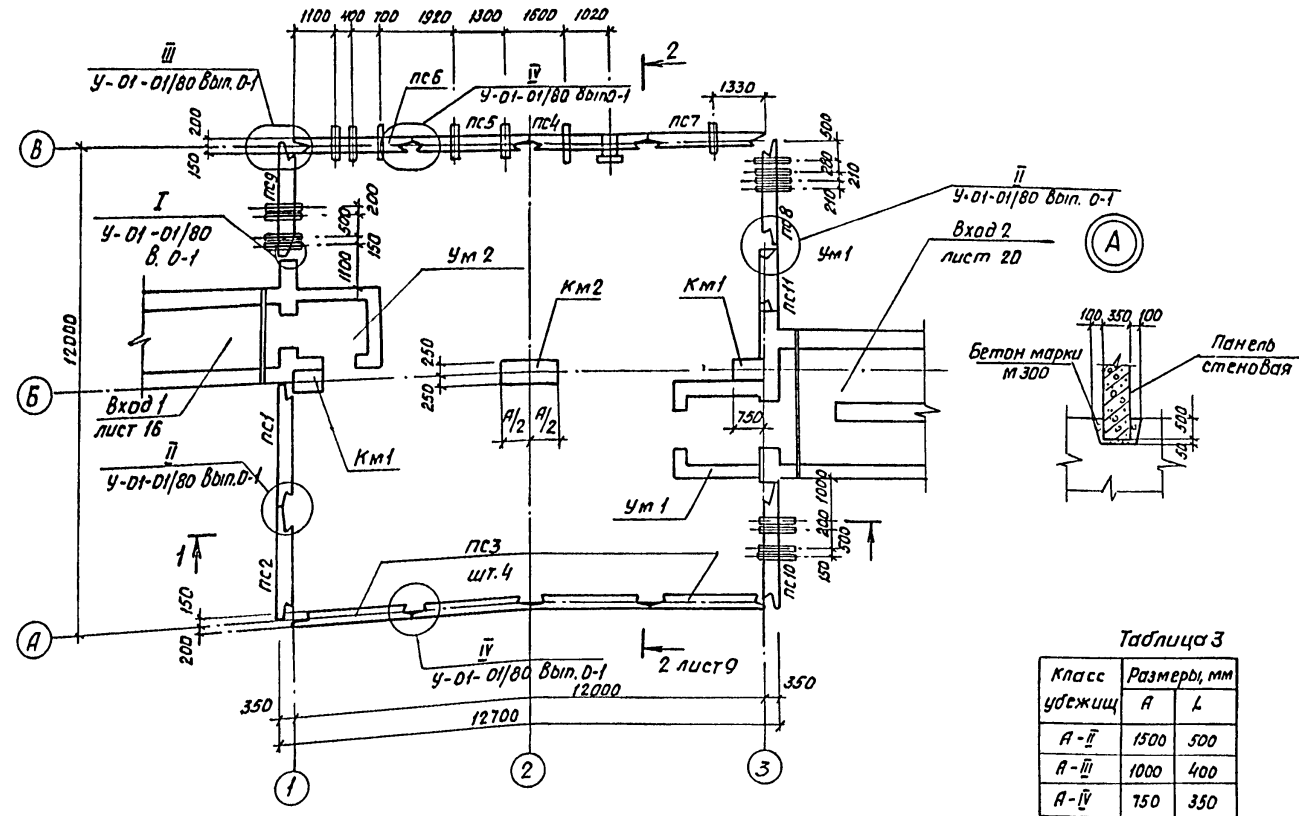 1100 400 700 1920 1300 1600 1020
III
У-01-01/80 Вып. 0-1
ПС6
IV
У-01-01/80 Вып.0-1
2
1330
ПС5 ПС4 ПС7
200
150
В
500
280
210
210
ПС9
I
У-01-01/80
В. 0-1
200
500
150
1100
Ум 2
ПС8
II
У-01-01/80 Вып. 0-1
Ум1
Вход 2
лист 20
А
Км2
Км1
ПС11
12000
100 350 100
Бетон марки
М300
Панель
стеновая
500
50
250
250
А/2 А/2
750
Б
Вход 1
лист 16
ПС1
Км1
II
У-01-01/80 Вып.0-1
Ум 1
1000
200
500
150
1
ПС2
ПС3
шт. 4
ПС10
150
200
А
IV
У-01-01/80 Вып. 0-1
2 лист 9
350
12000
350
12700
1
2
3
Таблица 3
Класс убежищ Размеры, мм
А L
А-II 1500 500
А-III 1000 400
А-IV 750 350